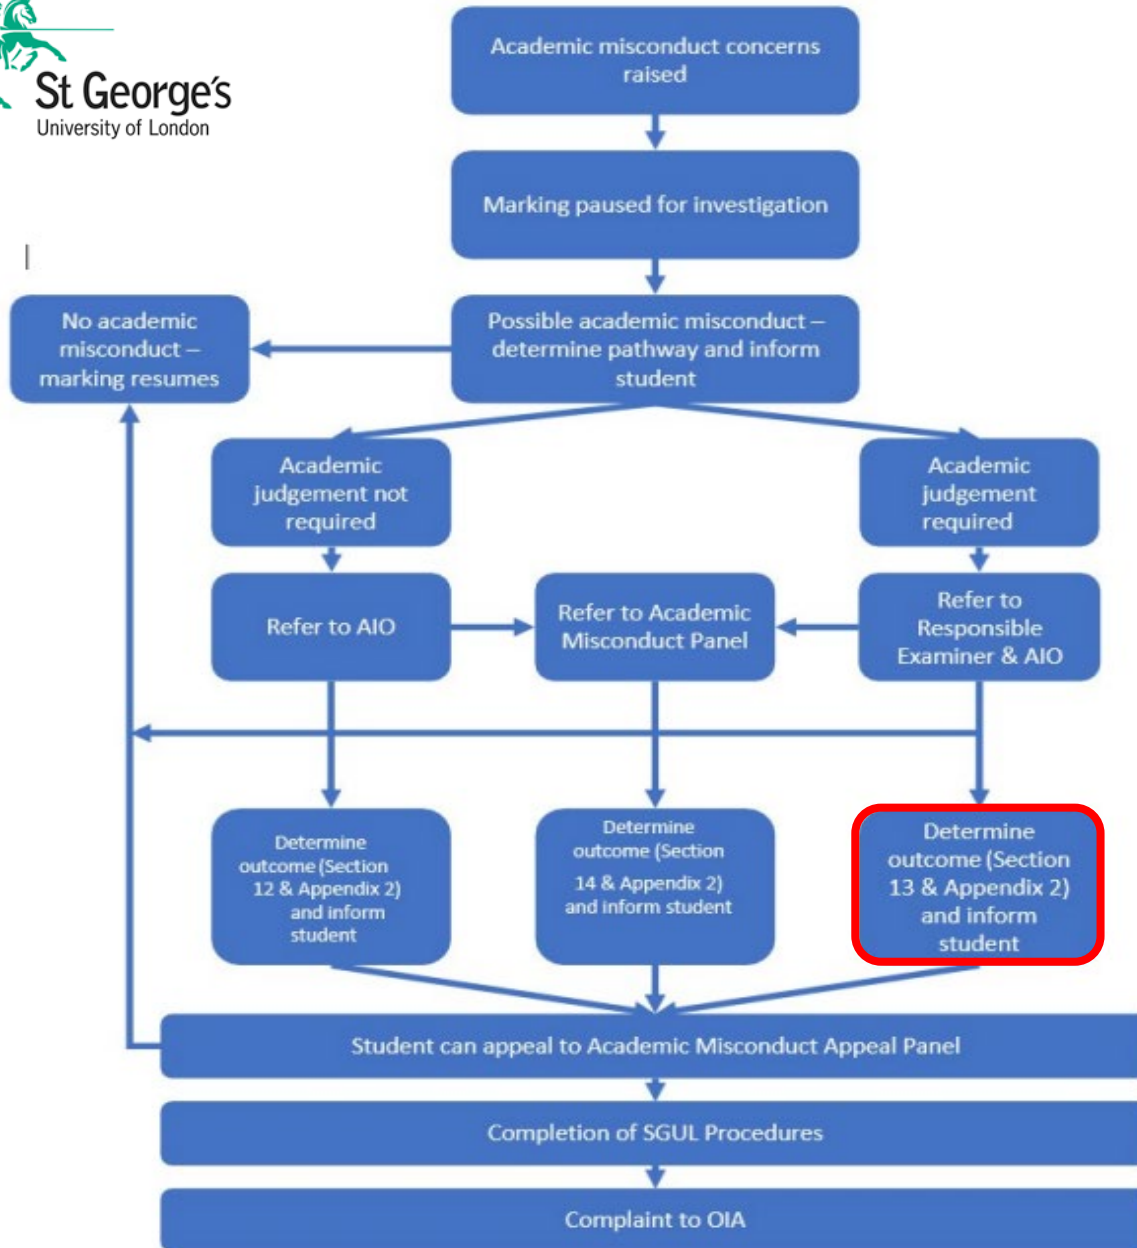 St George's
University of London
Academic misconduct concerns
raised
Marking paused for investigation
No academic
misconduct –
marking resumes
Possible academic misconduct –
determine pathway and inform
student
Academic
judgement not
required
Academic
judgement
required
Refer to AIO
Refer to Academic
Misconduct Panel
Refer to
Responsible
Examiner & AIO
Determine
outcome (Section
12 & Appendix 2)
and inform
student
Determine
outcome (Section
14 & Appendix 2)
and inform student
Determine
outcome (Section
13 & Appendix 2)
and inform
student
Student can appeal to Academic Misconduct Appeal Panel
Completion of SGUL Procedures
Complaint to OIA